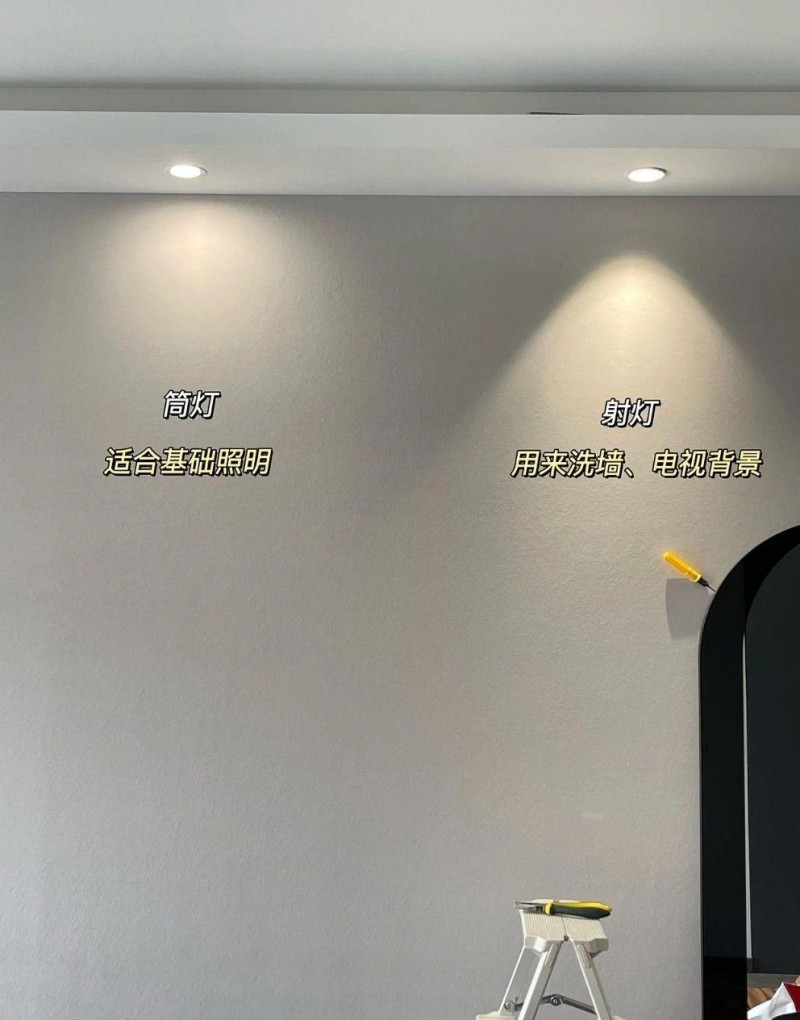 筒灯
适合基础照明
射灯
用来洗墙、电视背景